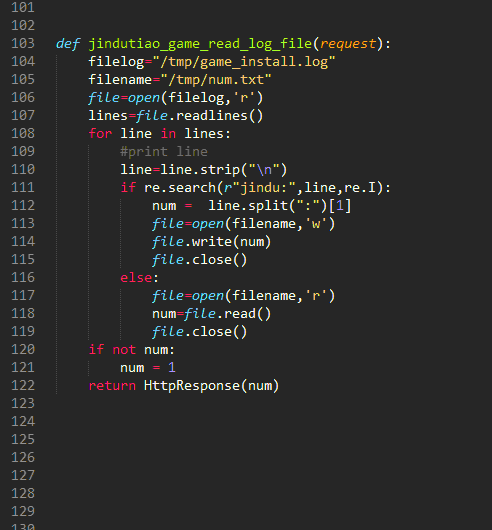 101
102
103 def jindutiao_game_read_log_file(request):
104     filelog="/tmp/game_install.log"
105     filename="/tmp/num.txt"
106     file=open(filelog,'r')
107     lines=file.readlines()
108     for line in lines:
109         #print line
110         line=line.strip("\n")
111         if re.search(r"jindu:",line,re.I):
112             num =  line.split(":")[1]
113             file=open(filename,'w')
114             file.write(num)
115             file.close()
116         else:
117             file=open(filename,'r')
118             num=file.read()
119             file.close()
120     if not num:
121         num = 1
122     return HttpResponse(num)
123
124
125
126
127
128
129
130